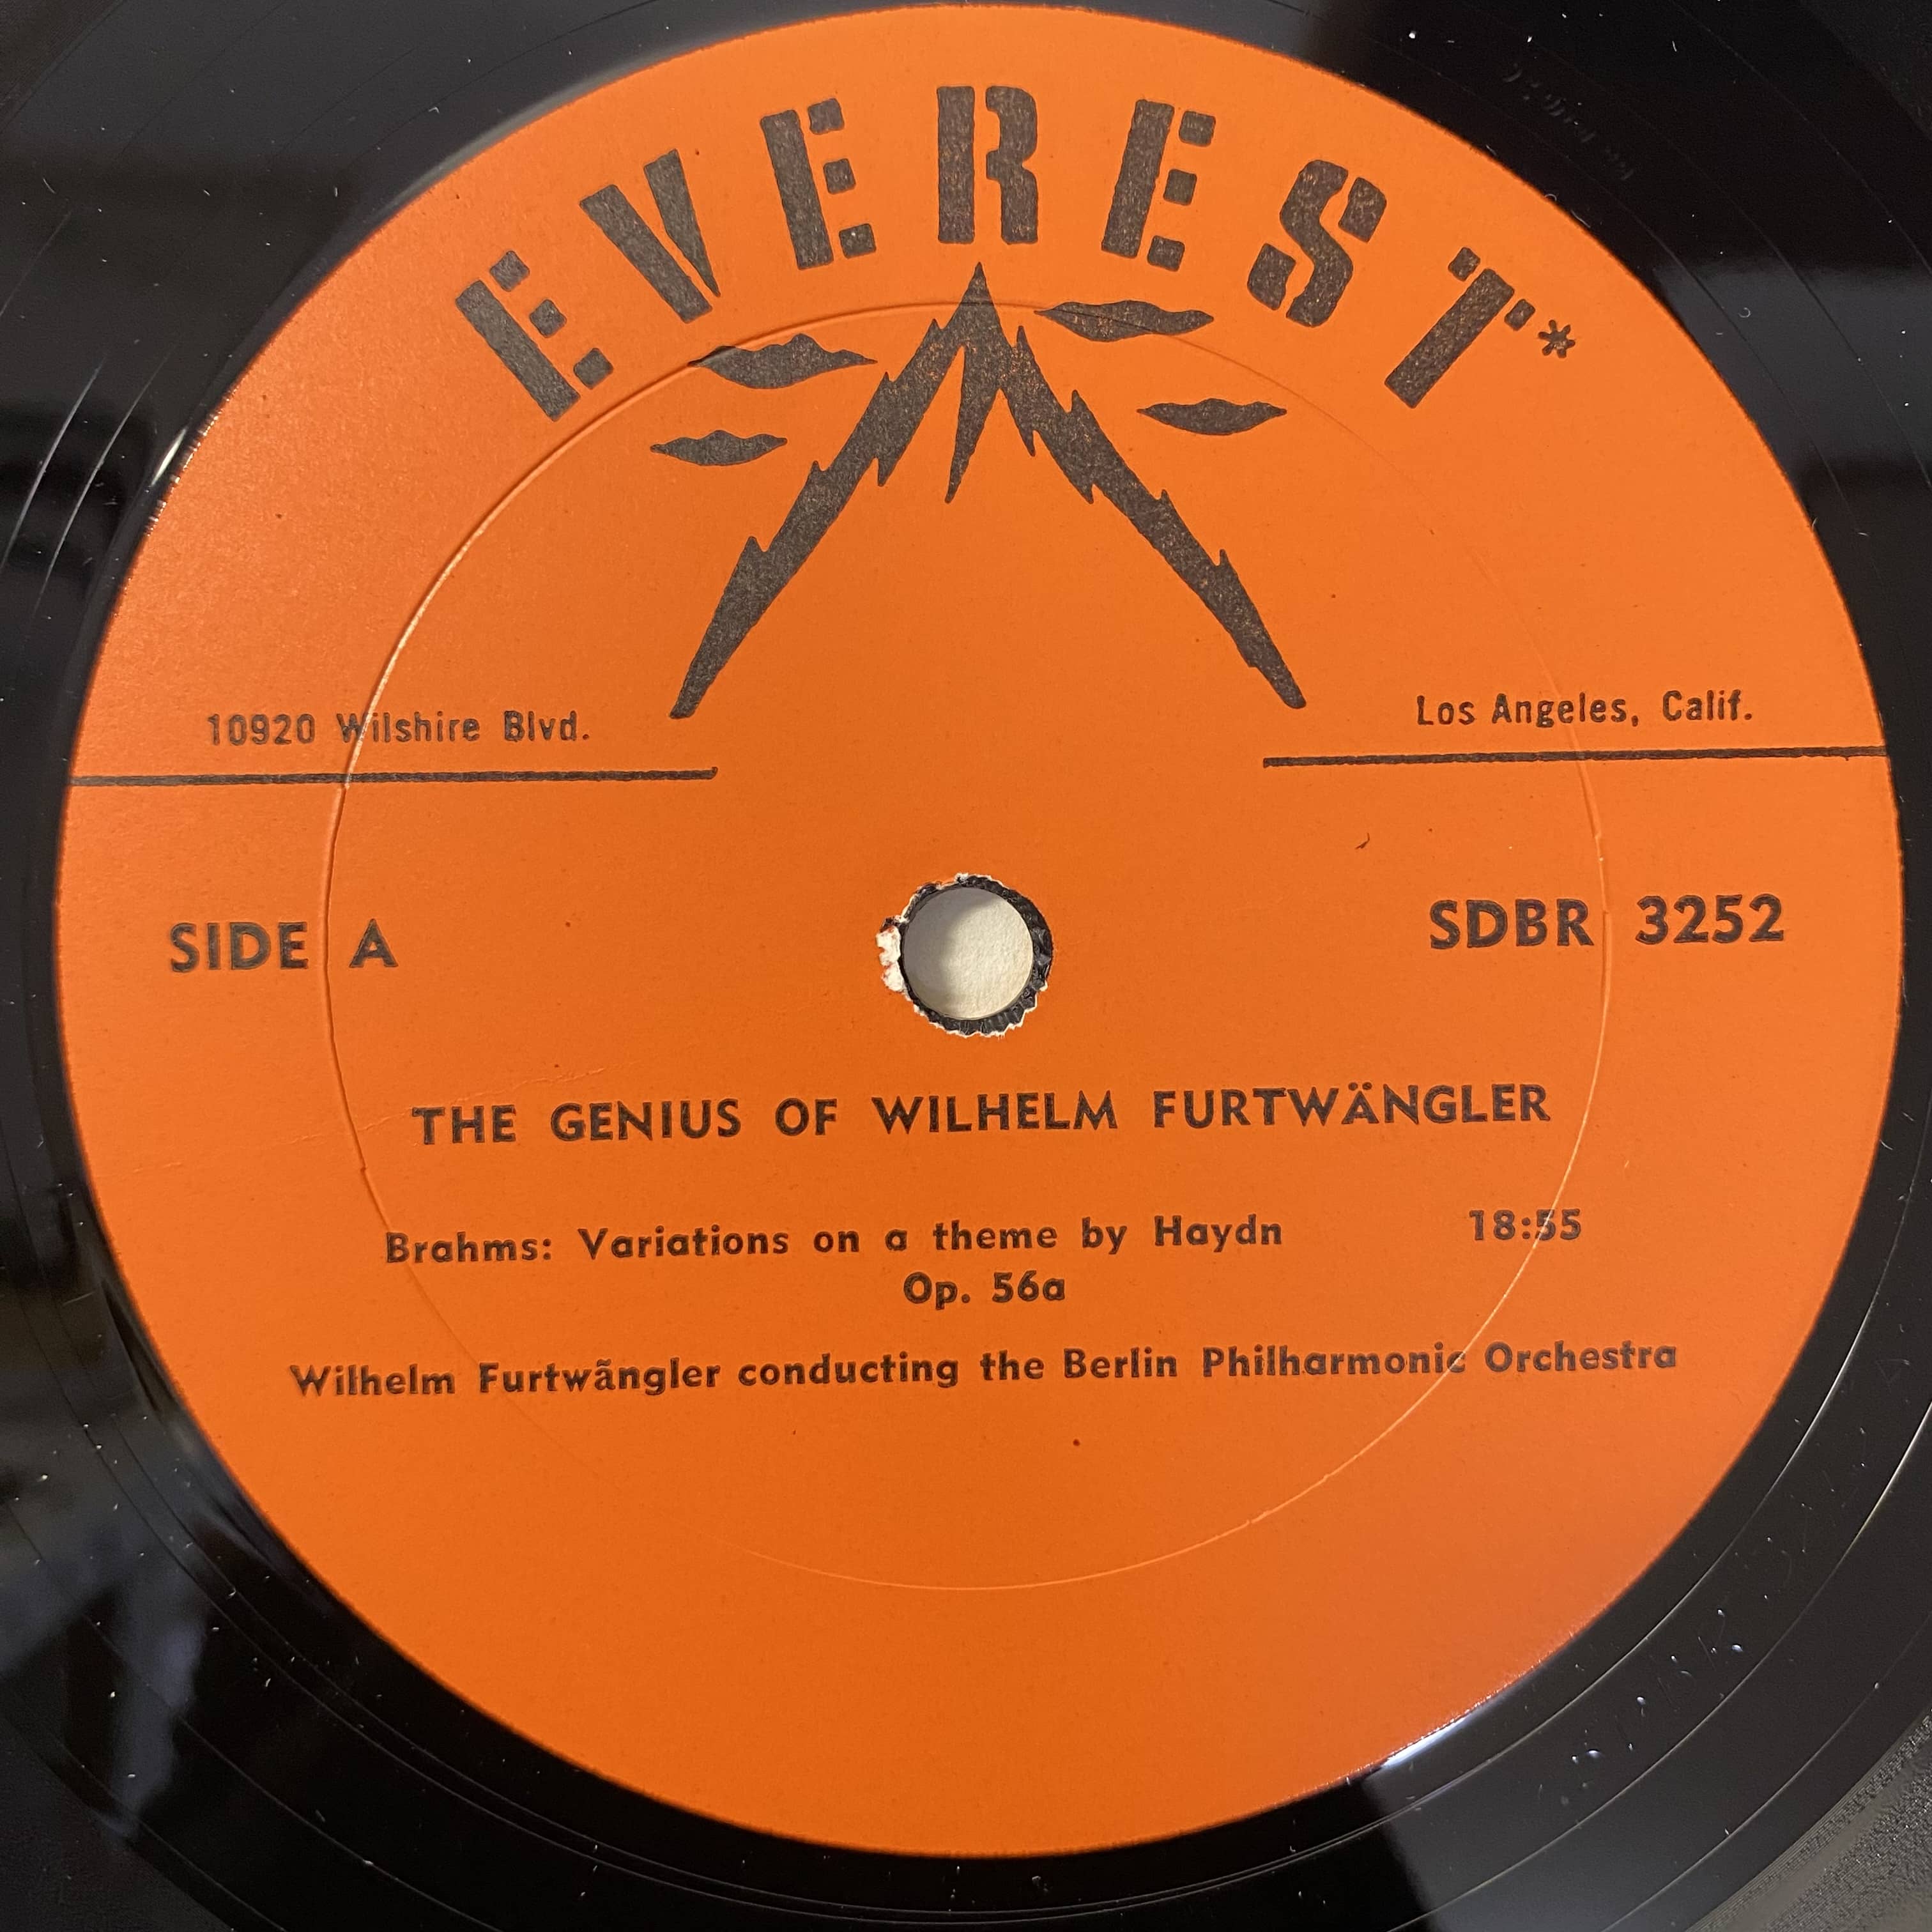 EVEREST*
10920 Wilshire Blvd. Los Angeles, Calif.
SIDE A SDBR 3252
THE GENIUS OF WILHELM FURTWÄNGLER
Brahms: Variations on a theme by Haydn 18:55
Op. 56a
Wilhelm Furtwãngler conducting the Berlin Philharmonic Orchestra